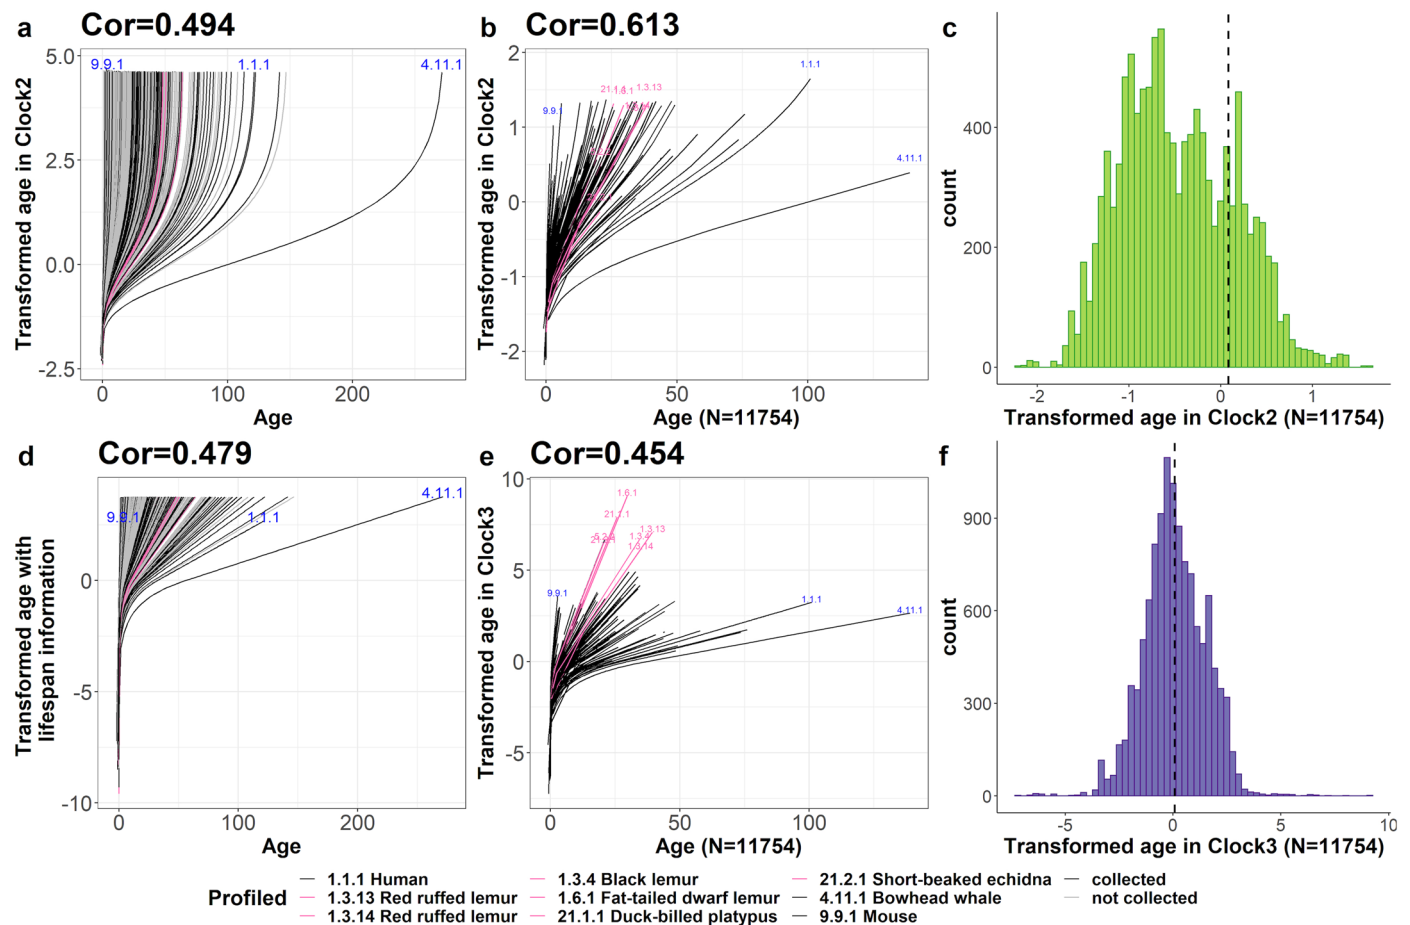 a Cor=0.494
5.0
2.5
0.0
-2.5
0 100 200
9.9.1 1.1.1 4.11.1
Transformed age in Clock2
Age
b Cor=0.613
2
1
0
-1
-2
0 50 100
9.9.1 1.3.13 1.1.1 4.11.1
Transformed age in Clock2
Age (N=11754)
c
400
200
0
-2 -1 0 1
count
Transformed age in Clock2 (N=11754)
d Cor=0.479
0
-5
-10
0 100 200
9.9.1 1.1.1 4.11.1
Transformed age with
lifespan information
Age
e Cor=0.454
10
5
0
-5
0 50 100
1.6.1
21.1.1
1.3.13
1.3.4
1.3.14
9.9.1 1.1.1 4.11.1
Transformed age in Clock3
Age (N=11754)
f
900
600
300
0
-5 0 5 10
count
Transformed age in Clock3 (N=11754)
Profiled
1.1.1 Human
1.3.13 Red ruffed lemur
1.3.14 Red ruffed lemur
1.3.4 Black lemur
1.6.1 Fat-tailed dwarf lemur
21.1.1 Duck-billed platypus
21.2.1 Short-beaked echidna
4.11.1 Bowhead whale
9.9.1 Mouse
collected
not collected